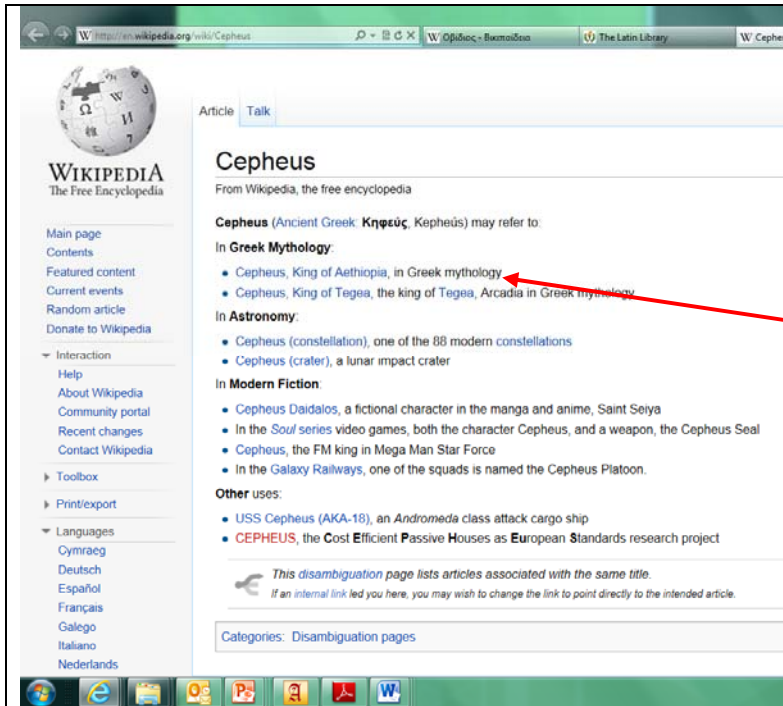 W http://en.wikipedia.org/wiki/Cepheus
W Οβίδιος - Βικιπαίδεια
The Latin Library
W Cephe
Ω W И
WIKIPEDIA
The Free Encyclopedia
Main page
Contents
Featured content
Current events
Random article
Donate to Wikipedia
Interaction
Help
About Wikipedia
Community portal
Recent changes
Contact Wikipedia
Toolbox
Print/export
Languages
Cymraeg
Deutsch
Español
Français
Galego
Italiano
Nederlands
Article Talk
Cepheus
From Wikipedia, the free encyclopedia
Cepheus (Ancient Greek: Κηφεύς, Kepheús) may refer to:
In Greek Mythology:
Cepheus, King of Aethiopia, in Greek mythology
Cepheus, King of Tegea, the king of Tegea, Arcadia in Greek mythology
In Astronomy:
Cepheus (constellation), one of the 88 modern constellations
Cepheus (crater), a lunar impact crater
In Modern Fiction:
Cepheus Daidalos, a fictional character in the manga and anime, Saint Seiya
In the Soul series video games, both the character Cepheus, and a weapon, the Cepheus Seal
Cepheus, the FM king in Mega Man Star Force
In the Galaxy Railways, one of the squads is named the Cepheus Platoon.
Other uses:
USS Cepheus (AKA-18), an Andromeda class attack cargo ship
CEPHEUS, the Cost Efficient Passive Houses as European Standards research project
This disambiguation page lists articles associated with the same title.
If an internal link led you here, you may wish to change the link to point directly to the intended article.
Categories: Disambiguation pages